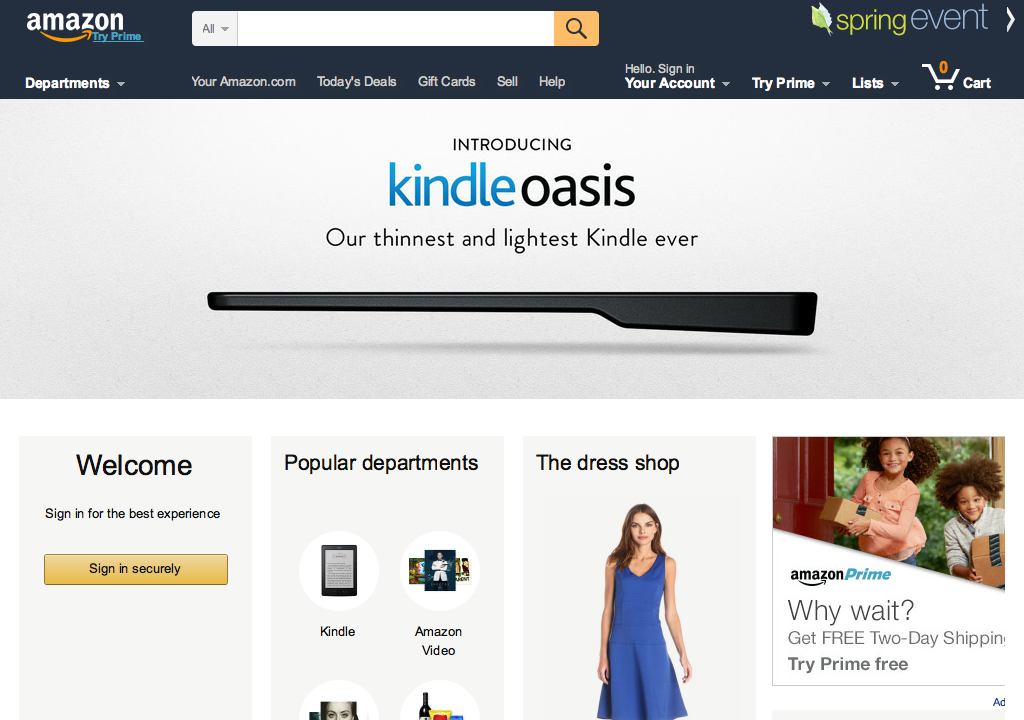 amazon
Try Prime
All
spring event
Departments
Your Amazon.com
Today's Deals
Gift Cards
Sell
Help
Hello. Sign in
Your Account
Try Prime
Lists
0
Cart
INTRODUCING
kindle oasis
Our thinnest and lightest Kindle ever
Welcome
Sign in for the best experience
Sign in securely
Popular departments
Kindle
Amazon
Video
The dress shop
amazonPrime
Why wait?
Get FREE Two-Day Shipping
Try Prime free
Ad